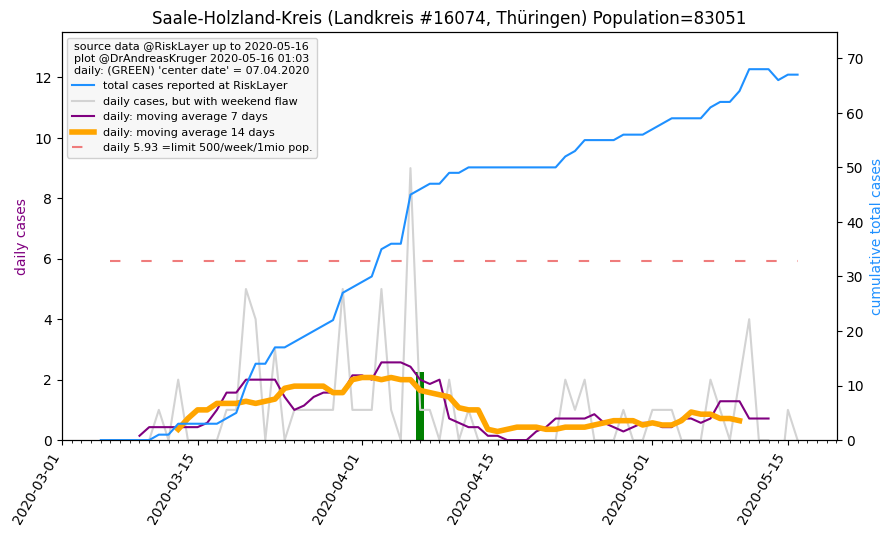 Saale-Holzland-Kreis (Landkreis #16074, Thüringen) Population=83051
source data @RiskLayer up to 2020-05-16
plot @DrAndreasKruger 2020-05-16 01:03
daily: (GREEN) 'center date' = 07.04.2020
total cases reported at RiskLayer
daily cases, but with weekend flaw
daily: moving average 7 days
daily: moving average 14 days
daily 5.93 =limit 500/week/1mio pop.
daily cases
12
10
8
6
4
2
0
70
60
50
40
30
20
10
0
cumulative total cases
2020-03-01
2020-03-15
2020-04-01
2020-04-15
2020-05-01
2020-05-15